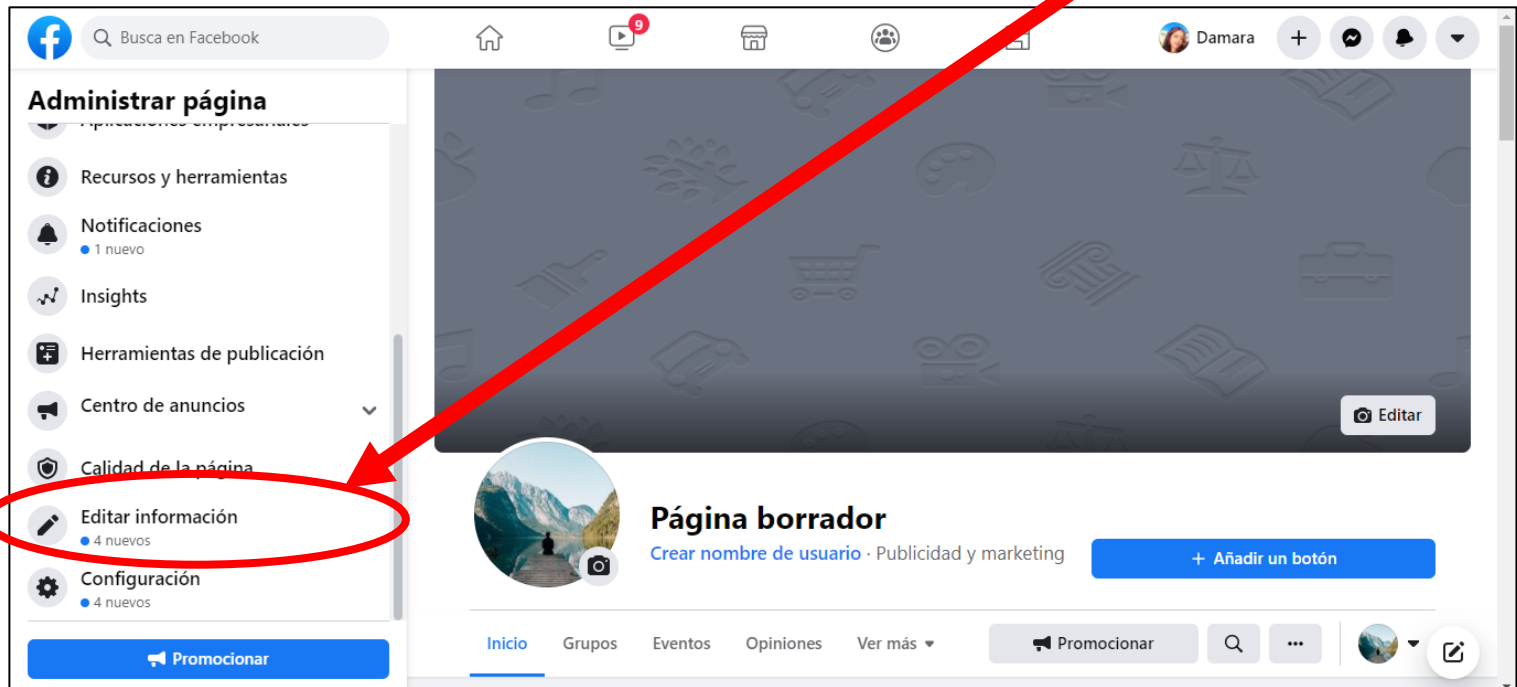 Busca en Facebook
9
Damara
Administrar página
Aplicaciones empresariales
Recursos y herramientas
Notificaciones
1 nuevo
Insights
Herramientas de publicación
Centro de anuncios
Calidad de la página
Editar información
4 nuevos
Configuración
4 nuevos
Promocionar
Editar
Página borrador
Crear nombre de usuario · Publicidad y marketing
+ Añadir un botón
Inicio Grupos Eventos Opiniones Ver más Promocionar